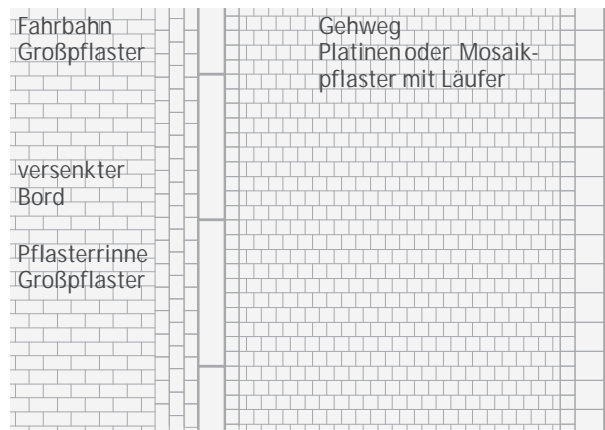 Fahrbahn
Großpflaster
versenkter
Bord
Pflasterrinne
Großpflaster
Gehweg
Platinen oder Mosaik-
pflaster mit Läufer